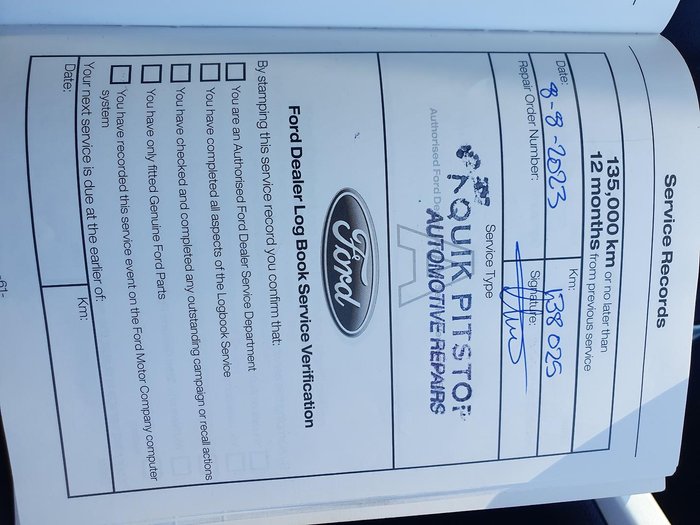 Service Records
135,000 km or no later than
12 months from previous service
Date: 8-8-2023
Km: 138 025
Repair Order Number:
Signature:
Service Type
Authorised Ford De
A
QUIK PITSTOP
AUTOMOTIVE REPAIRS
Ford
Ford Dealer Log Book Service Verification
By stamping this service record you confirm that:
You are an Authorised Ford Dealer Service Department
You have completed all aspects of the Logbook Service
You have checked and completed any outstanding campaign or recall actions
You have only fitted Genuine Ford Parts
You have recorded this service event on the Ford Motor Company computer
system
Your next service is due at the earlier of:
Date:
Km:
-61-